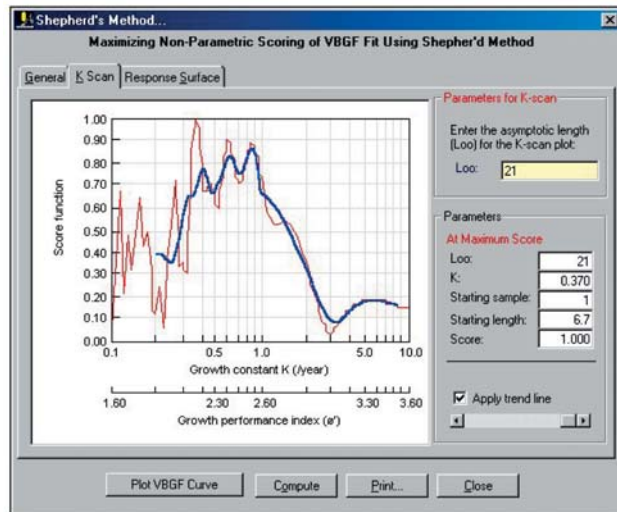 Shepherd's Method...
Maximizing Non-Parametric Scoring of VBGF Fit Using Shepher'd Method
General K Scan Response Surface
1.00
0.90
0.80
0.70
0.60
0.50
0.40
0.30
0.20
0.10
0.00
Score function
0.1 0.5 1.0 5.0 10.0
Growth constant K (/year)
1.60 2.30 2.60 3.30 3.60
Growth performance index (ø')
Parameters for K-scan
Enter the asymptotic length
(Loo) for the K-scan plot:
Loo: 21
Parameters
At Maximum Score
Loo: 21
K: 0.370
Starting sample: 1
Starting length: 6.7
Score: 1.000
Apply trend line
Plot VBGF Curve Compute Print... Close